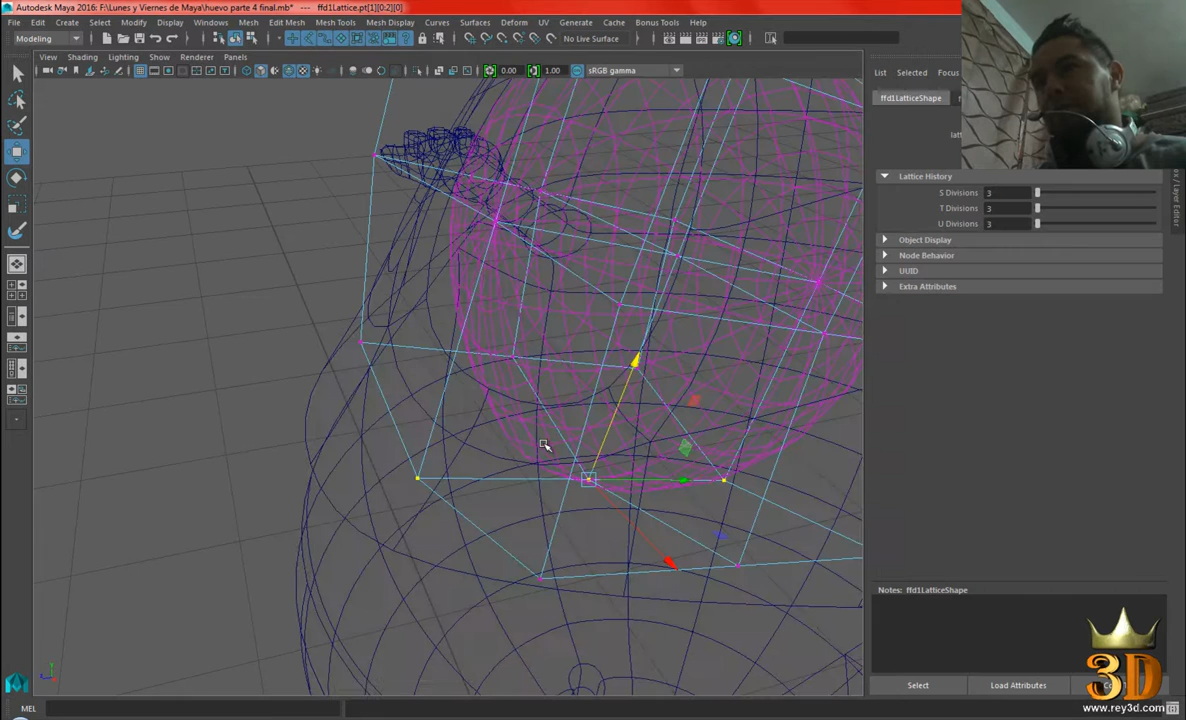 Autodesk Maya 2016: F:\Lunes y Viernes de Maya\huevo parte 4 final.mb* --- ffd1Lattice.pt[1][0:2][0]
File Edit Create Select Modify Display Windows Mesh Edit Mesh Mesh Tools Mesh Display Curves Surfaces Deform UV Generate Cache Bonus Tools Help
Modeling No Live Surface
View Shading Lighting Show Renderer Panels
0.00 1.00 sRGB gamma
List Selected Focus
ffd1LatticeShape
Lattice History
S Divisions 3
T Divisions 3
U Divisions 3
Object Display
Node Behavior
UUID
Extra Attributes
Notes: ffd1LatticeShape
Select Load Attributes
3D
www.rey3d.com
MEL